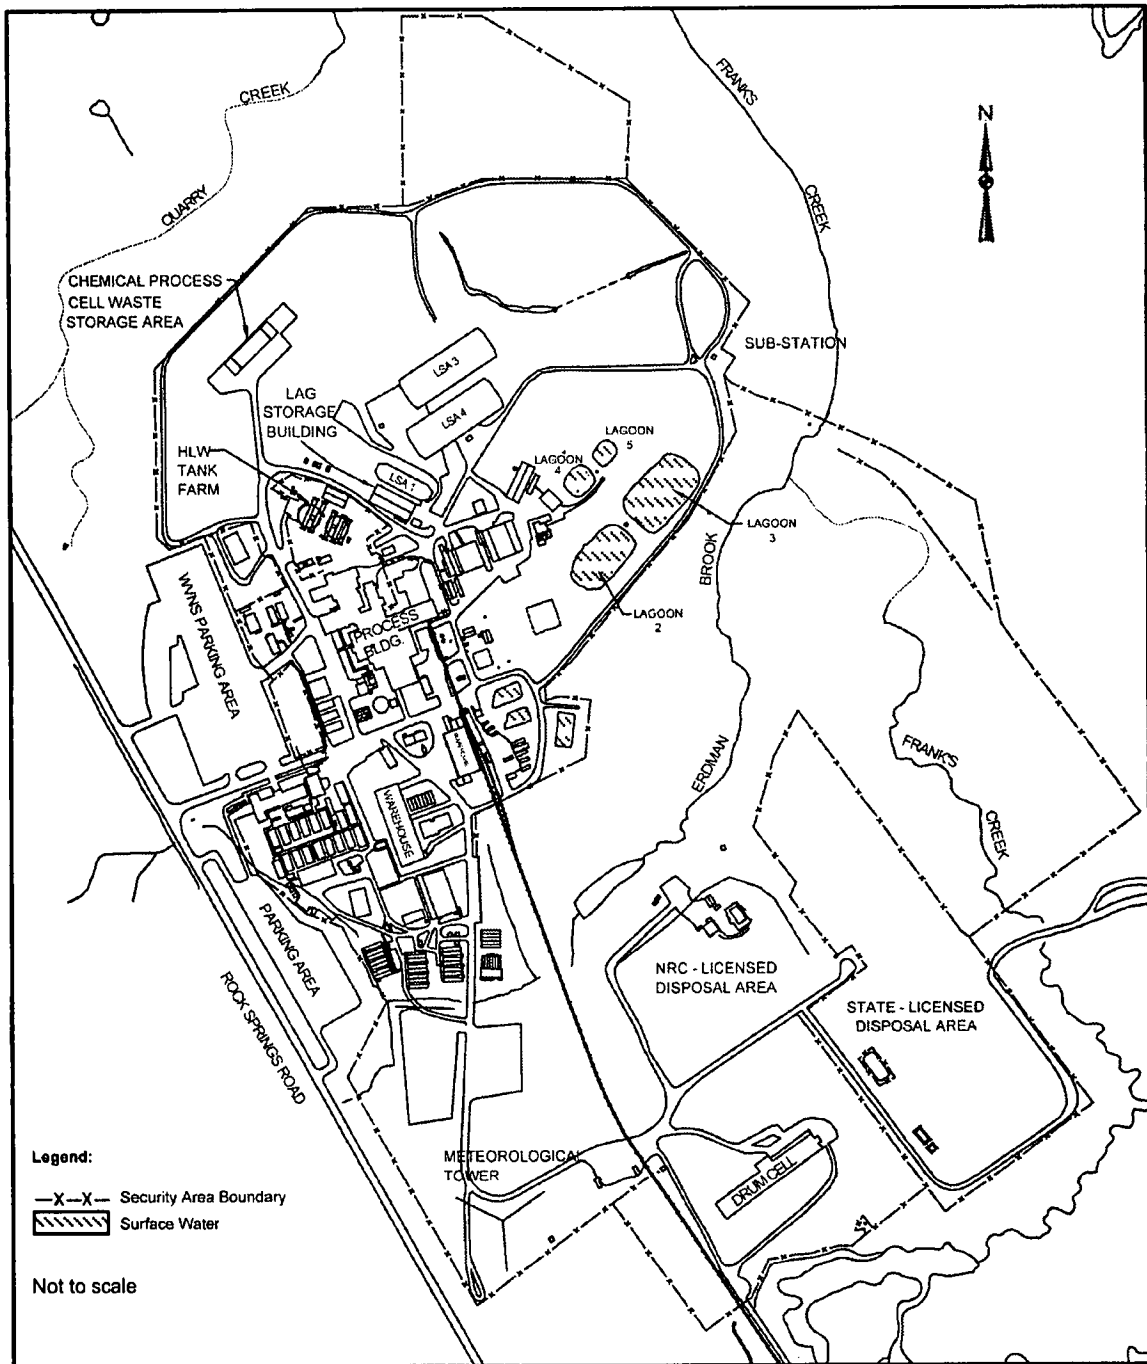 FRANK'S
CREEK
CREEK
QUARRY
N
CHEMICAL PROCESS
CELL WASTE
STORAGE AREA
SUB-STATION
LSA 3
LSA 4
LAG
STORAGE
BUILDING
LAGOON
5
LAGOON
4
HLW
TANK
FARM
LSA 1
LAGOON
3
BROOK
ERDMAN
LAGOON
2
WVNS PARKING AREA
PROCESS
BLDG.
FRANK'S
CREEK
WAREHOUSE
PARKING AREA
ROCK SPRINGS ROAD
NRC - LICENSED
DISPOSAL AREA
STATE - LICENSED
DISPOSAL AREA
METEOROLOGICAL
TOWER
DRUM CELL
Legend:
—X—X— Security Area Boundary
Surface Water
Not to scale